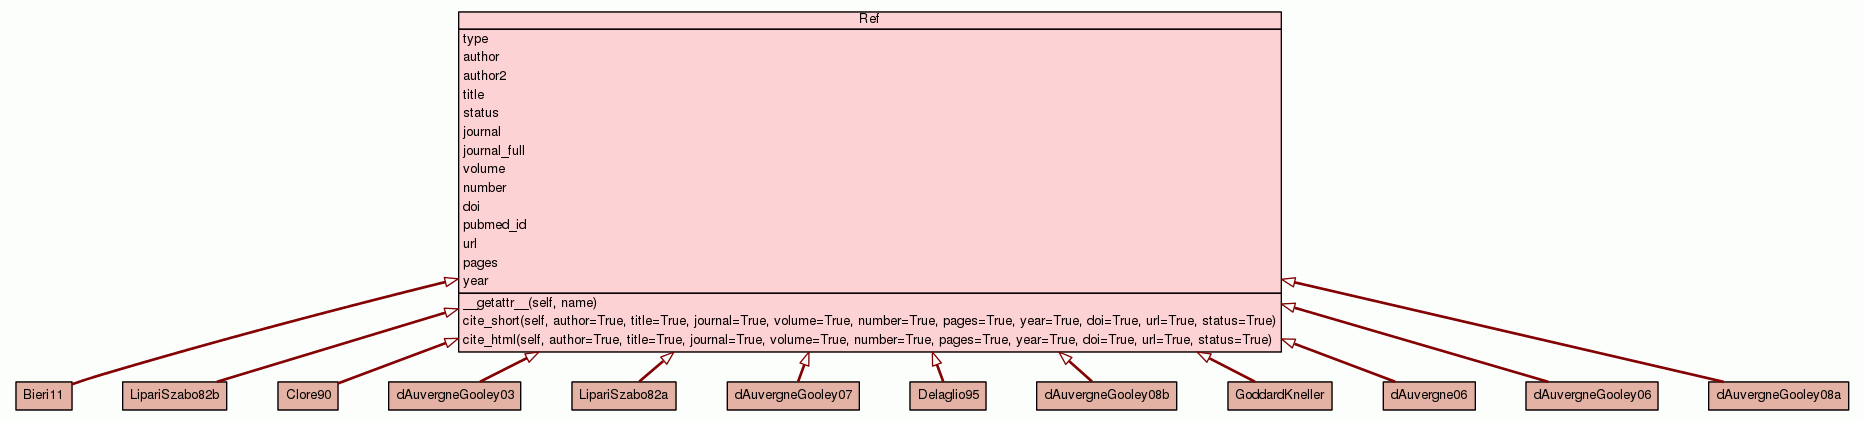 Ref
type
author
author2
title
status
journal
journal_full
volume
number
doi
pubmed_id
url
pages
year
__getattr__(self, name)
cite_short(self, author=True, title=True, journal=True, volume=True, number=True, pages=True, year=True, doi=True, url=True, status=True)
cite_html(self, author=True, title=True, journal=True, volume=True, number=True, pages=True, year=True, doi=True, url=True, status=True)
Bieri11 LipariSzabo82b Clore90 dAuvergneGooley03 LipariSzabo82a dAuvergneGooley07 Delaglio95 dAuvergneGooley08b GoddardKneller dAuvergne06 dAuvergneGooley06 dAuvergneGooley08a